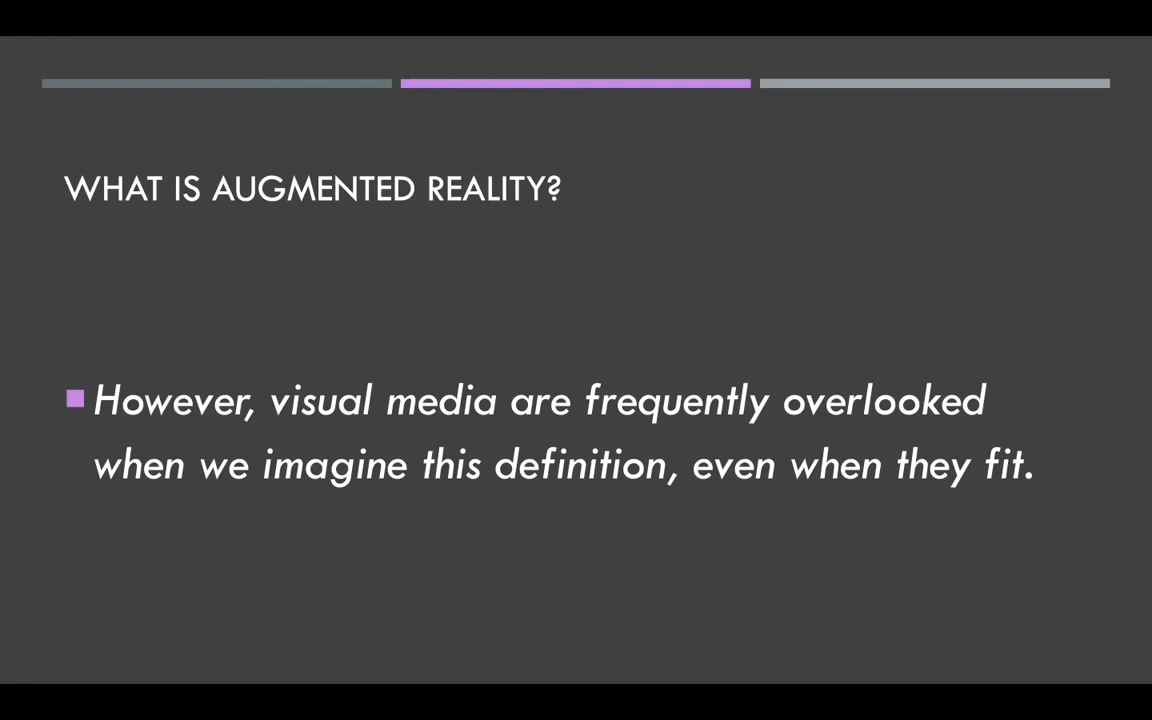 WHAT IS AUGMENTED REALITY?
However, visual media are frequently overlooked
when we imagine this definition, even when they fit.